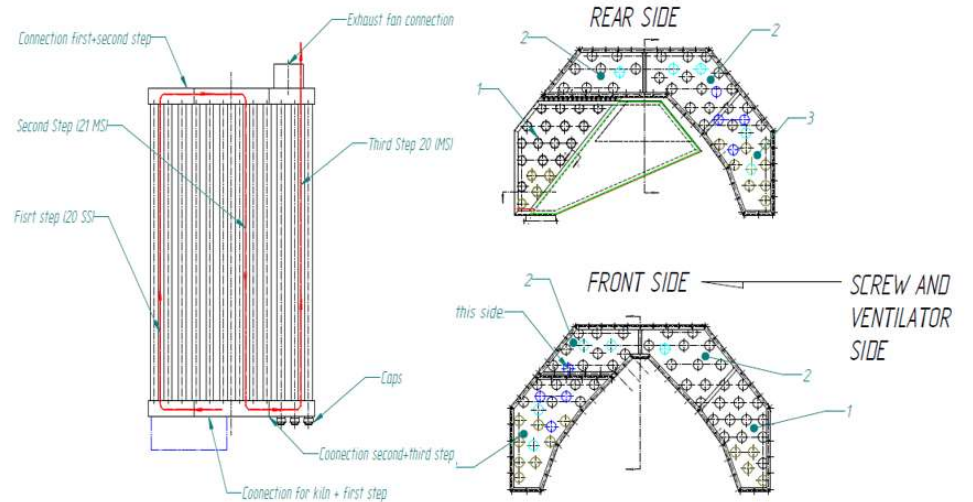 Exhaust fan connection
Connection first+second step
Second Step (21 MS)
Third Step 20 (MS)
Fisrt step (20 SS)
Caps
Coonection second+third step
Coonection for kiln + first step
REAR SIDE
2
2
1
3
FRONT SIDE
SCREW AND
VENTILATOR
SIDE
2
this side
2
1